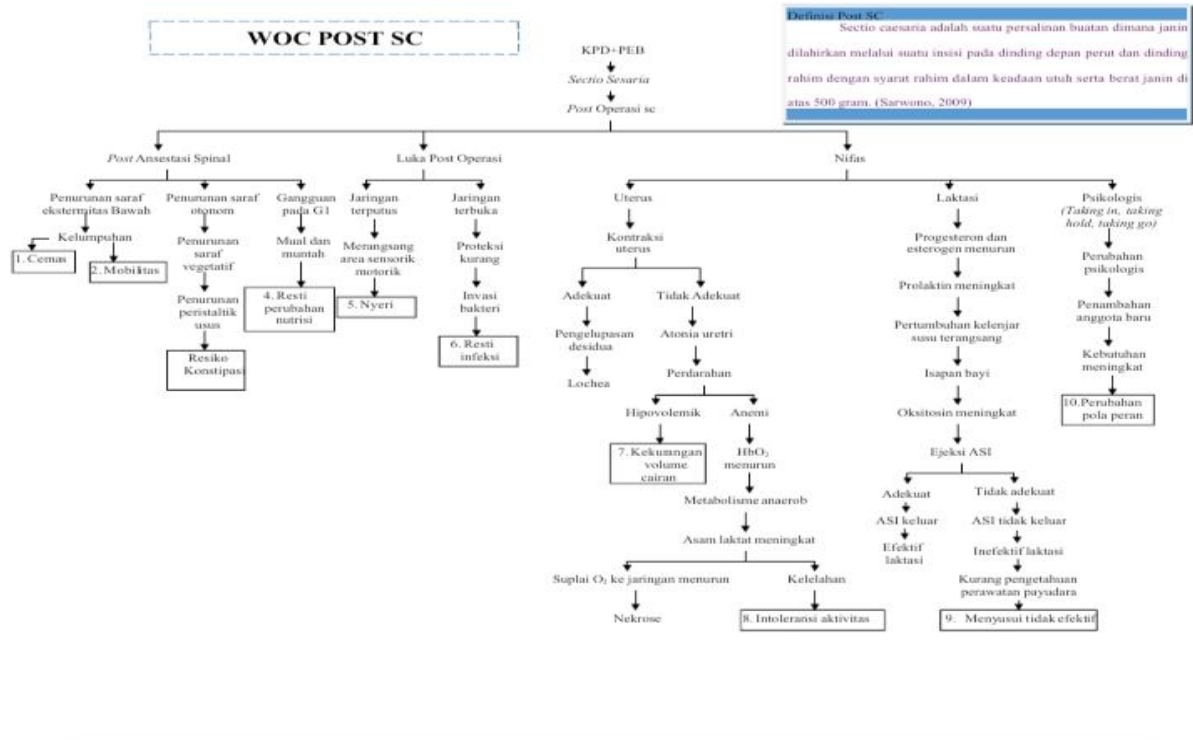 WOC POST SC
Definisi Post SC
Sectio caesaria adalah suatu persalinan buatan dimana janin
dilahirkan melalui suatu insisi pada dinding depan perut dan dinding
rahim dengan syarat rahim dalam keadaan utuh serta berat janin di
atas 500 gram. (Sarwono, 2009)
KPD+PEB
Sectio Sesaria
Post Operasi sc
Post Ansestasi Spinal
Luka Post Operasi
Nifas
Penurunan saraf
ekstermitas Bawah
Kelumpuhan
1. Cemas
2. Mobilitas
Penurunan saraf
otonom
Penurunan
saraf
vegetatif
Penurunan
peristaltik
usus
Resiko
Konstipasi
Gangguan
pada G1
Mual dan
muntah
4. Resti
perubahan
nutrisi
Jaringan
terputus
Merangsang
area sensorik
motorik
5. Nyeri
Jaringan
terbuka
Proteksi
kurang
Invasi
bakteri
6. Resti
infeksi
Uterus
Kontraksi
uterus
Adekuat
Pengelupasan
desidua
Lochea
Tidak Adekuat
Atonia uretri
Perdarahan
Hipovolemik
7. Kekurangan
volume
cairan
Anemi
HbO₂
menurun
Metabolisme anaerob
Asam laktat meningkat
Suplai O₂ ke jaringan menurun
Nekrose
Kelelahan
8. Intoleransi aktivitas
Laktasi
Progesteron dan
esterogen menurun
Prolaktin meningkat
Pertumbuhan kelenjar
susu terangsang
Isapan bayi
Oksitosin meningkat
Ejeksi ASI
Adekuat
ASI keluar
Efektif
laktasi
Tidak adekuat
ASI tidak keluar
Inefektif laktasi
Kurang pengetahuan
perawatan payudara
9. Menyusui tidak efektif
Psikologis
(Taking in, taking
hold, taking go)
Perubahan
psikologis
Penambahan
anggota baru
Kebutuhan
meningkat
10.Perubahan
pola peran